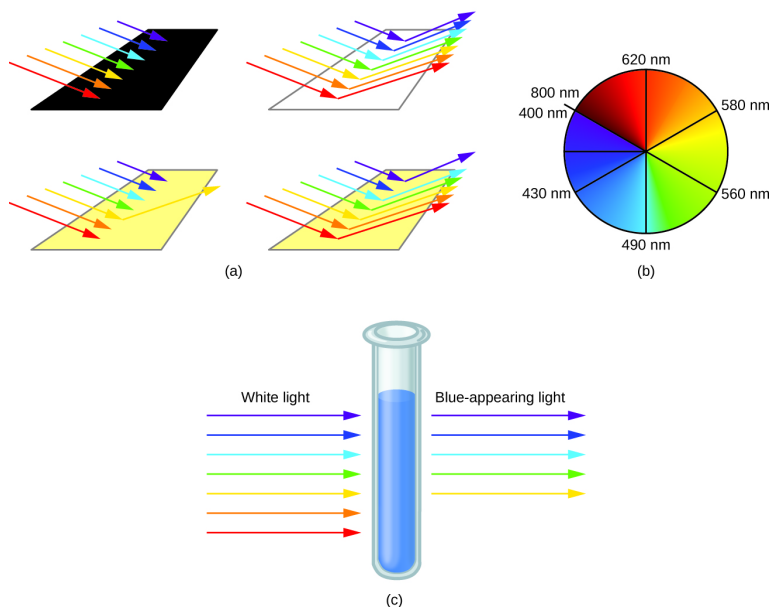 620 nm
800 nm
400 nm
580 nm
430 nm
560 nm
490 nm
(a)
(b)
White light
Blue-appearing light
(c)